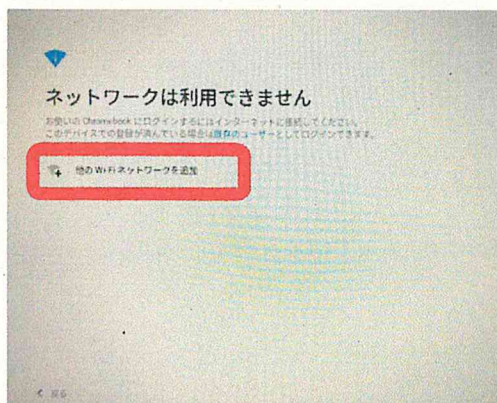 ネットワークは利用できません
お使いの Chromebook にログインするにはインターネットに接続してください。
このデバイスでの登録が済んでいる場合は既存のユーザーとしてログインできます。
他の Wi-Fi ネットワークを追加
戻る